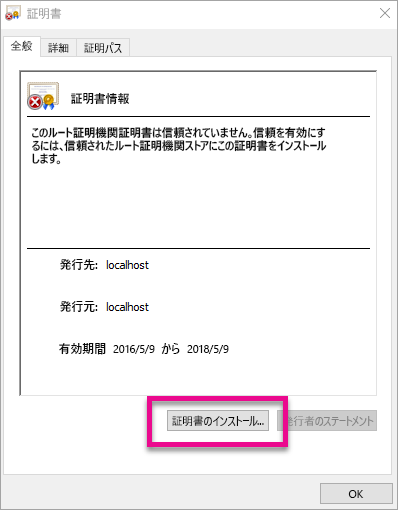 証明書
全般
詳細
証明パス
証明書情報
このルート証明機関証明書は信頼されていません。信頼を有効にす
るには、信頼されたルート証明機関ストアにこの証明書をインストール
します。
発行先: localhost
発行元: localhost
有効期間 2016/5/9 から 2018/5/9
証明書のインストール...
発行者のステートメント
OK